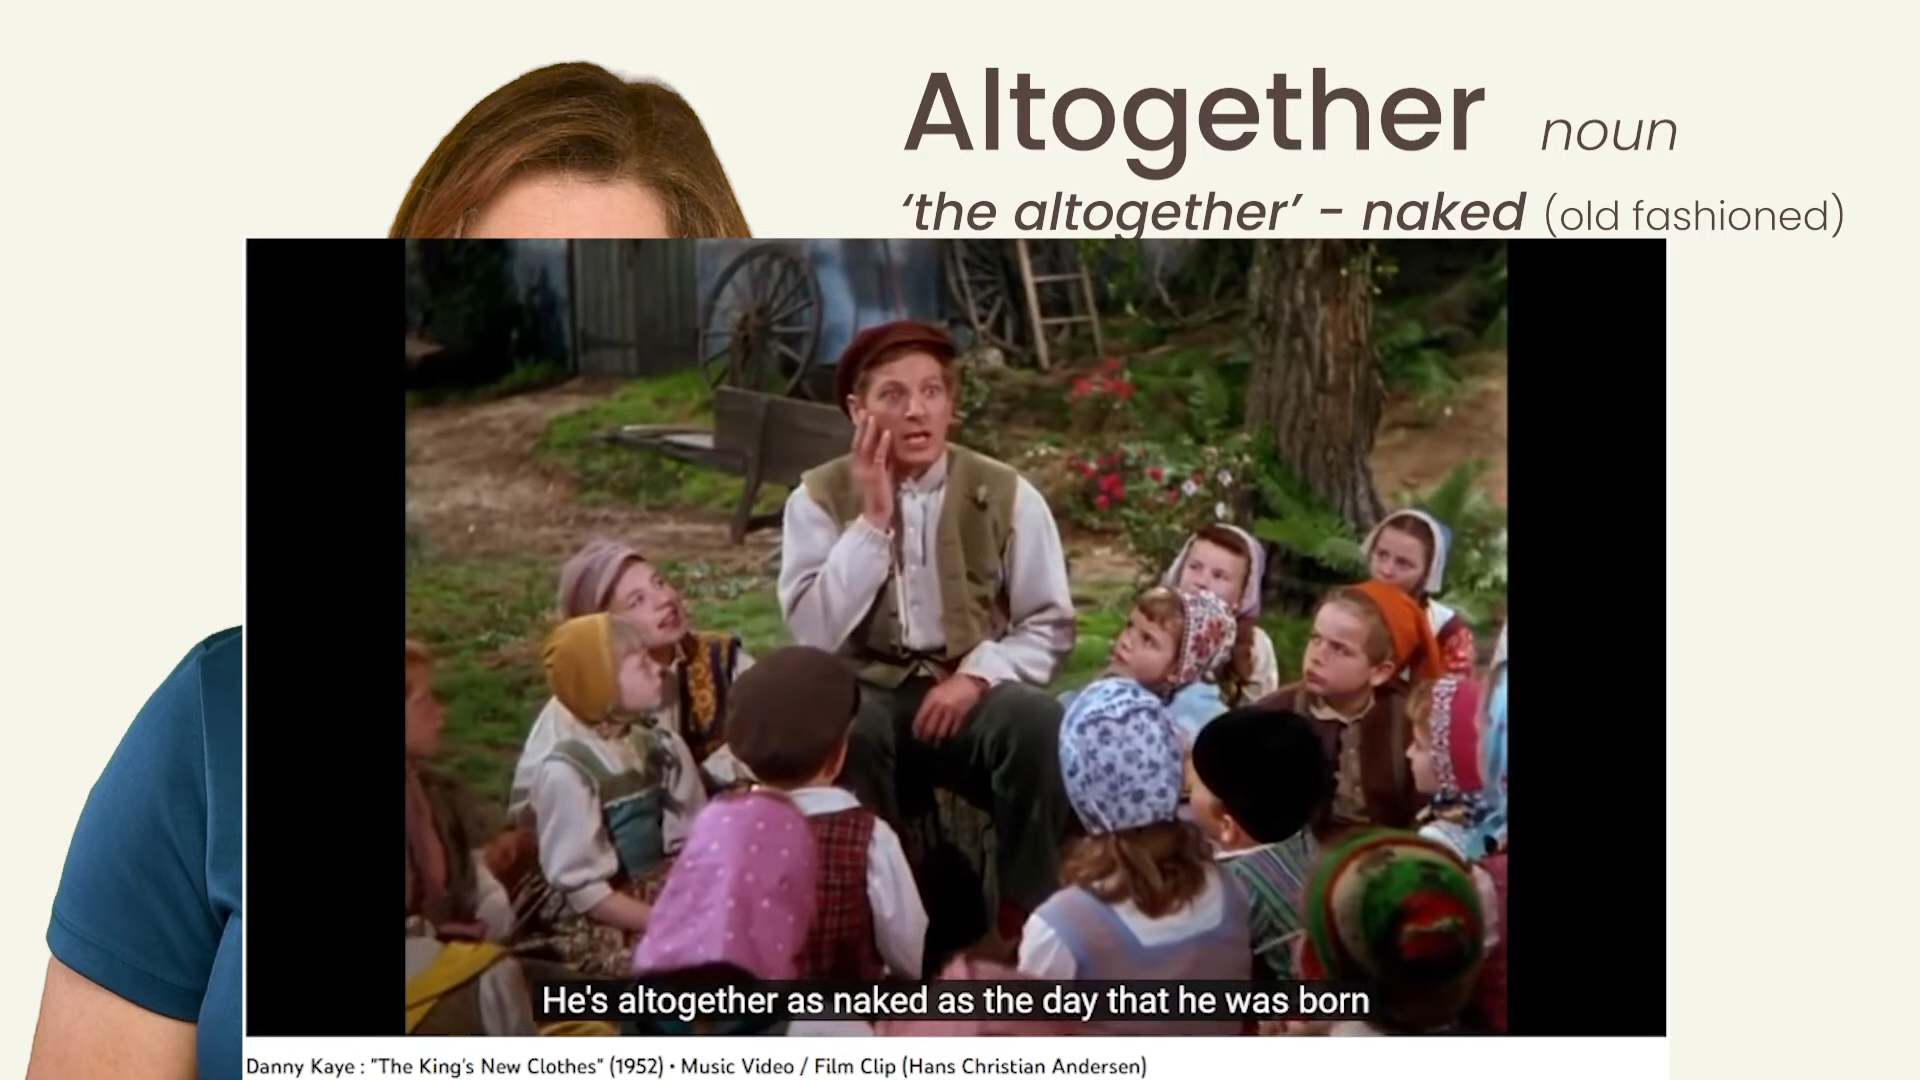 Altogether noun
‘the altogether’ - naked (old fashioned)
He's altogether as naked as the day that he was born
Danny Kaye : "The King's New Clothes" (1952) • Music Video / Film Clip (Hans Christian Andersen)